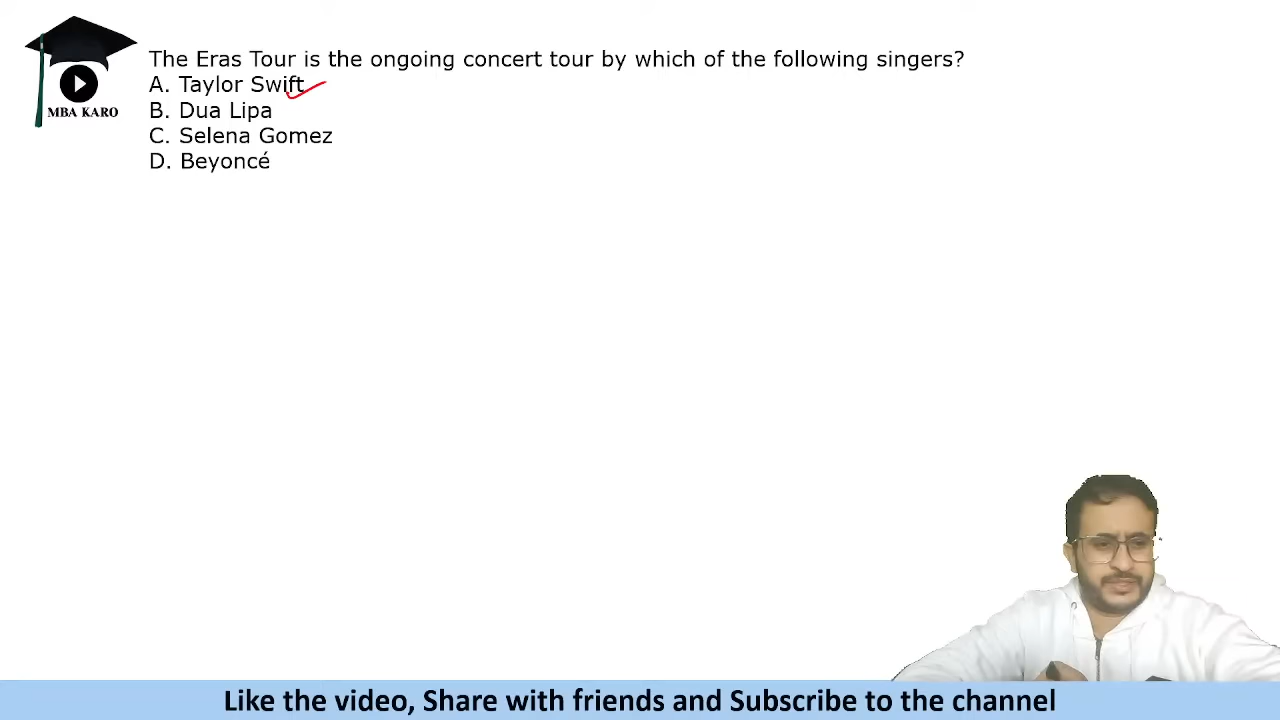 The Eras Tour is the ongoing concert tour by which of the following singers?
A. Taylor Swift
B. Dua Lipa
C. Selena Gomez
D. Beyoncé
MBA KARO
Like the video, Share with friends and Subscribe to the channel